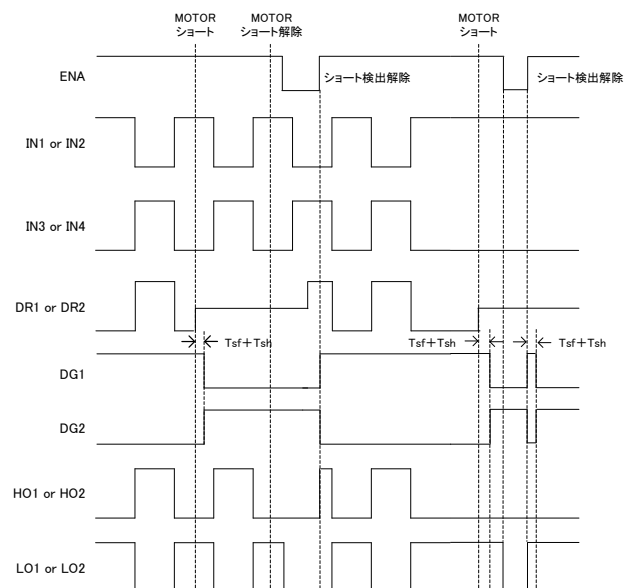 MOTOR
ショート
MOTOR
ショート解除
MOTOR
ショート
ENA
ショート検出解除
ショート検出解除
IN1 or IN2
IN3 or IN4
DR1 or DR2
Tsf+Tsh
Tsf+Tsh
Tsf+Tsh
DG1
DG2
HO1 or HO2
LO1 or LO2